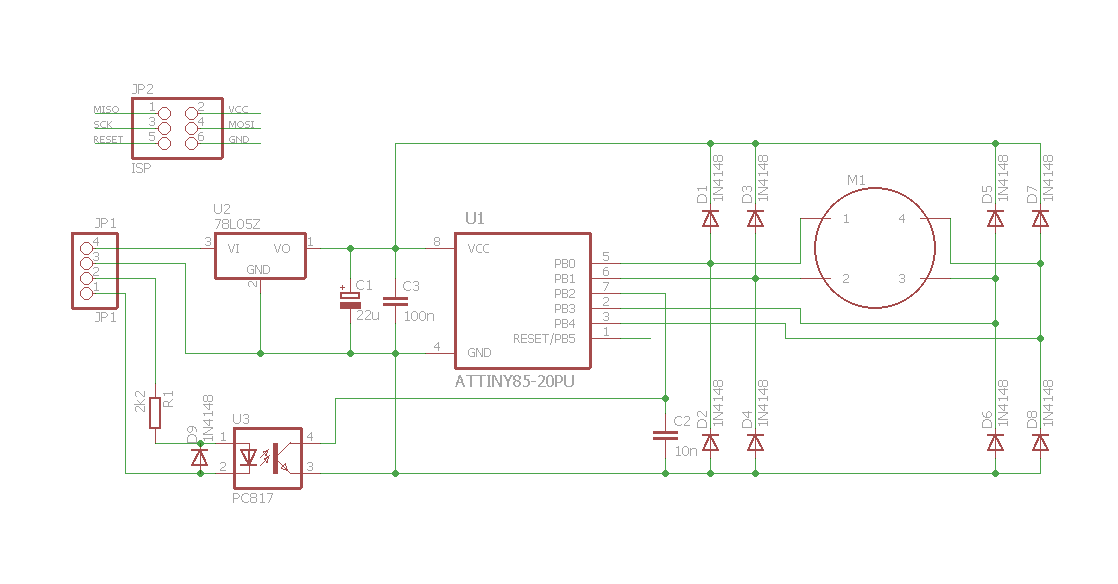 JP2
MISO 1 2 VCC
SCK 3 4 MOSI
RESET 5 6 GND
ISP
JP1
4
3
2
1
JP1
U2
78L05Z
3 VI VO 1
GND
2
+ C1
22u
C3
100n
U1
8 VCC
4 GND
PB0 5
PB1 6
PB2 7
PB3 2
PB4 3
RESET/PB5 1
ATTINY85-20PU
D1 1N4148
D3 1N4148
M1
1 4
2 3
D5 1N4148
D7 1N4148
2k2 R1
D9 1N4148
U3
1 4
2 3
PC817
C2
10n
D2 1N4148
D4 1N4148
D6 1N4148
D8 1N4148